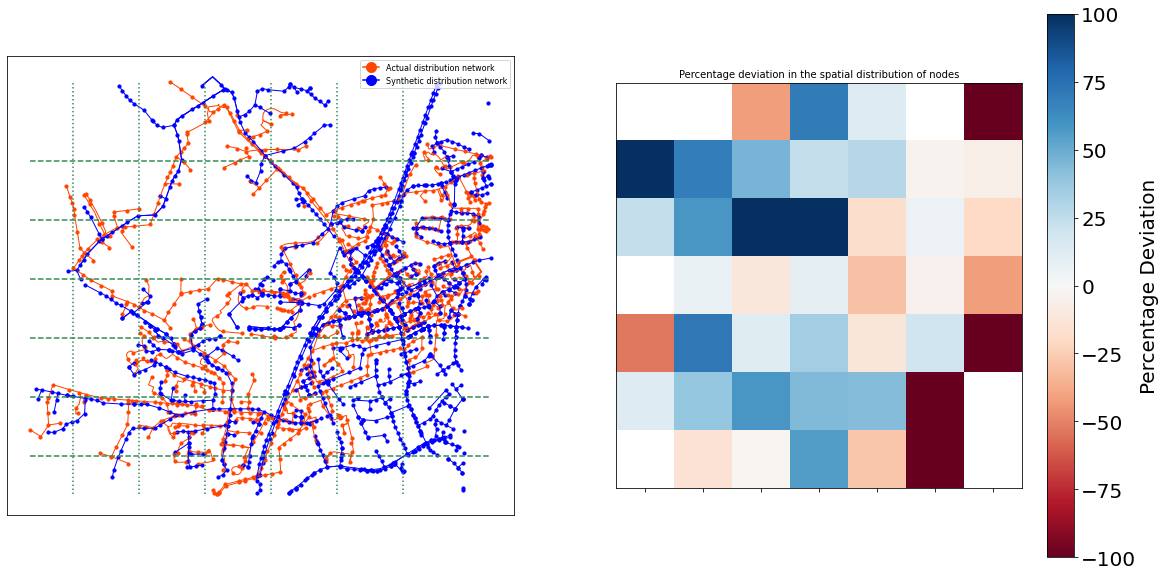 Actual distribution network
Synthetic distribution network
Percentage deviation in the spatial distribution of nodes
100
75
50
25
0
−25
−50
−75
−100
Percentage Deviation